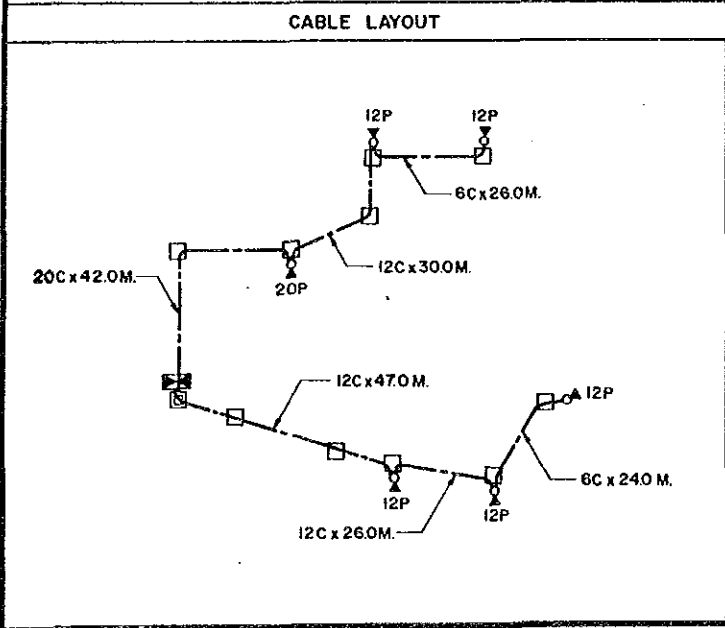 CABLE LAYOUT
12P
12P
6C x 26.0M.
12C x 30.0M.
20P
20C x 42.0M.
12C x 47.0M.
12P
6C x 24.0 M.
12P
12P
12C x 26.0M.